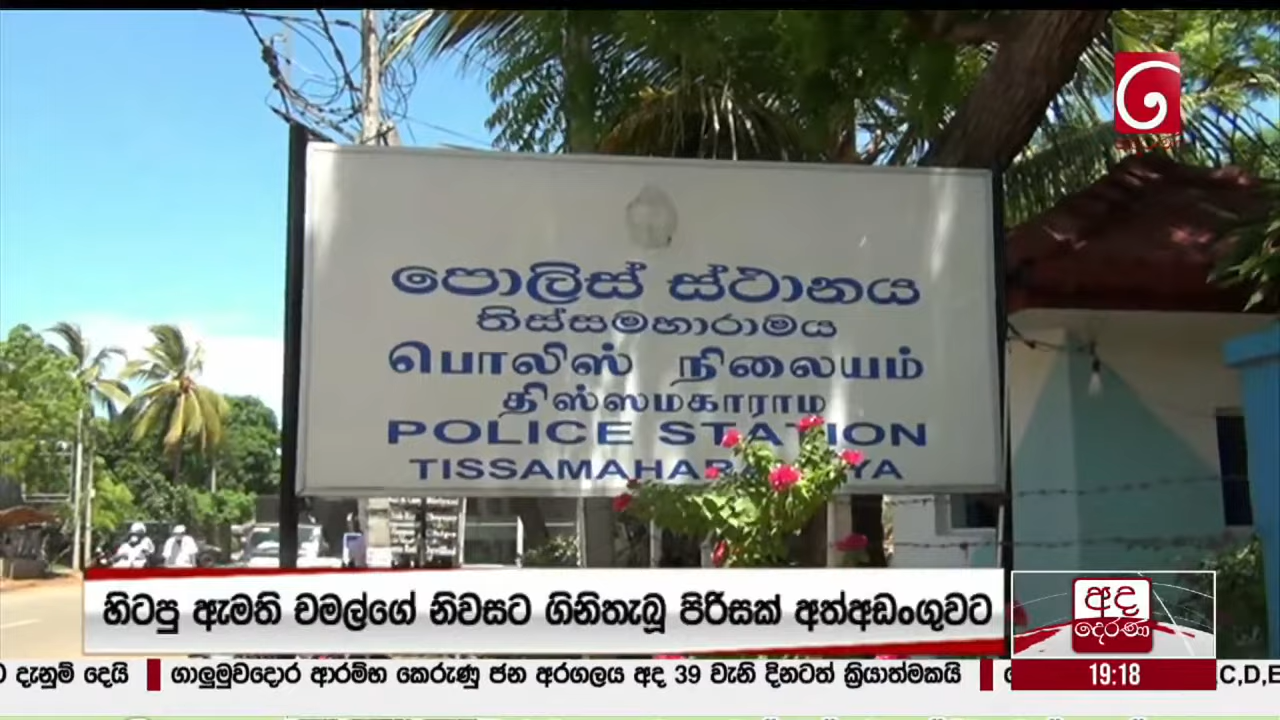 පොලිස් ස්ථානය
තිස්සමහාරාමය
பொலிஸ் நிலையம்
திஸ்ஸமகாராம
POLICE STATION
TISSAMAHARAMAYA
හිටපු ඇමති චමල්ගේ නිවසට ගිනිතැබූ පිරිසක් අත්අඩංගුවට
අද
දෙරණ
19:18
දැනුම් දෙයි
ගාලුමුවදොර ආරම්භ කෙරුණු ජන අරගලය අද 39 වැනි දිනටත් ක්‍රියාත්මකයි
C,D,E